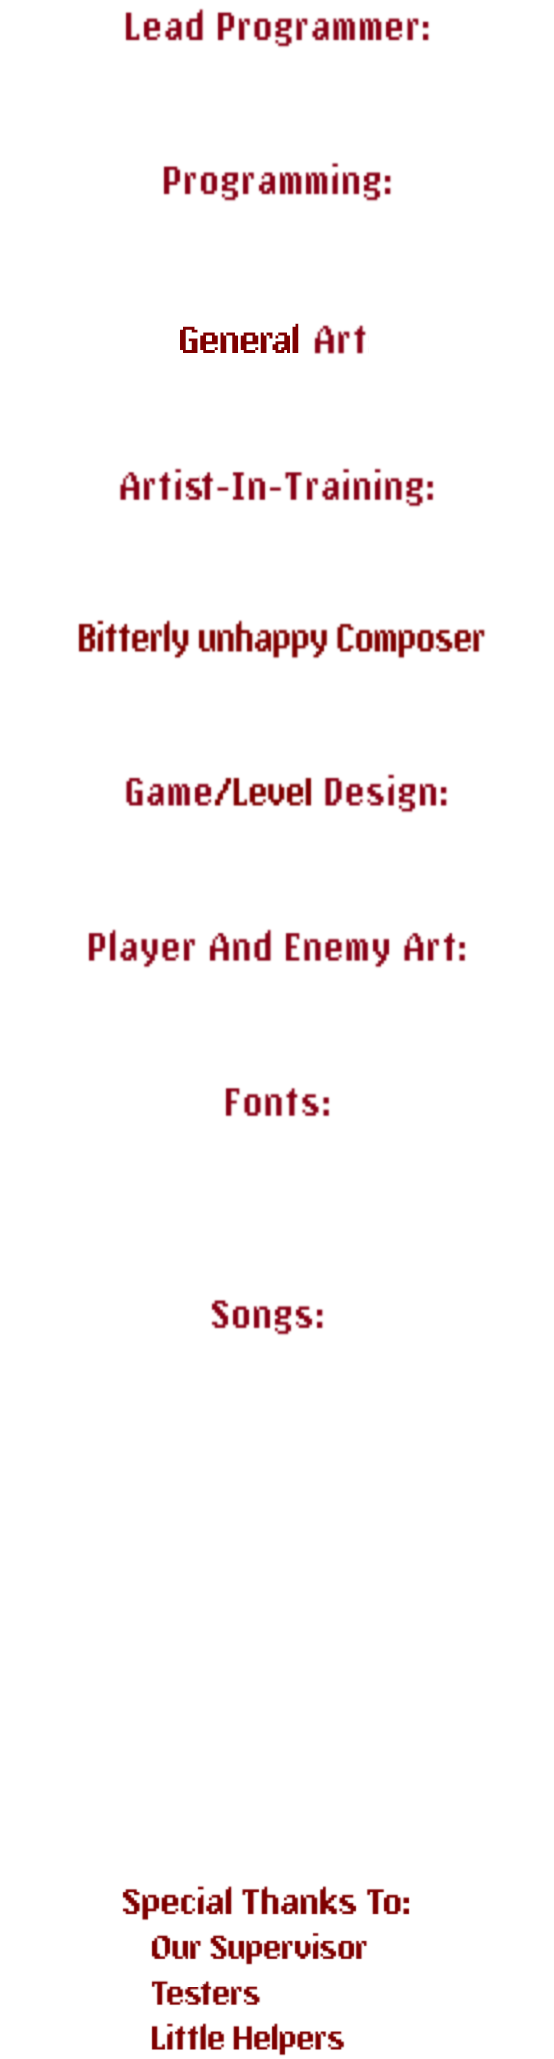 Lead Programmer:
Programming:
General Art
Artist-In-Training:
Bitterly unhappy Composer
Game/Level Design:
Player And Enemy Art:
Fonts:
Songs:
Special Thanks To:
Our Supervisor
Testers
Little Helpers